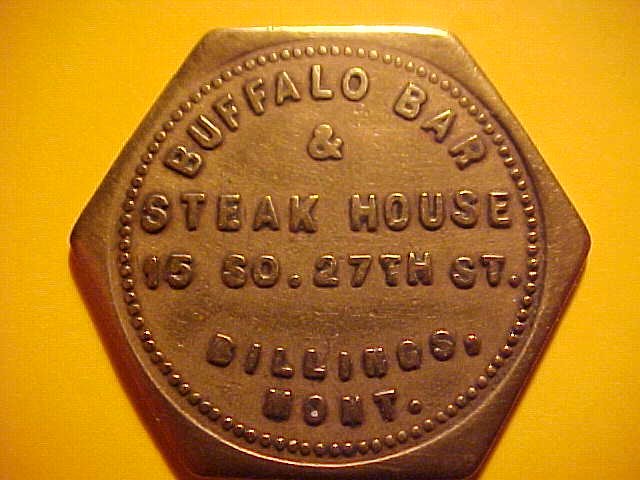 BUFFALO BAR
&
STEAK HOUSE
15 SO. 27TH ST.
BILLINGS,
MONT.